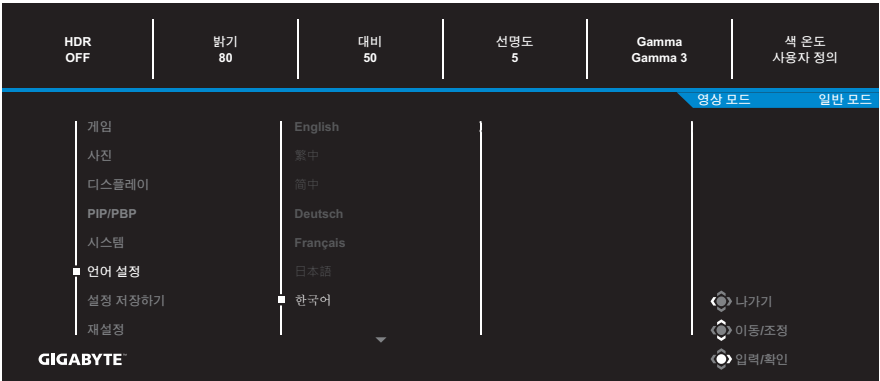 HDR
OFF
밝기
80
대비
50
선명도
5
Gamma
Gamma 3
색 온도
사용자 정의
영상 모드 일반 모드
게임
사진
디스플레이
PIP/PBP
시스템
언어 설정
설정 저장하기
재설정
English
繁中
简中
Deutsch
Français
日本語
한국어
나가기
이동/조정
입력/확인
GIGABYTE™